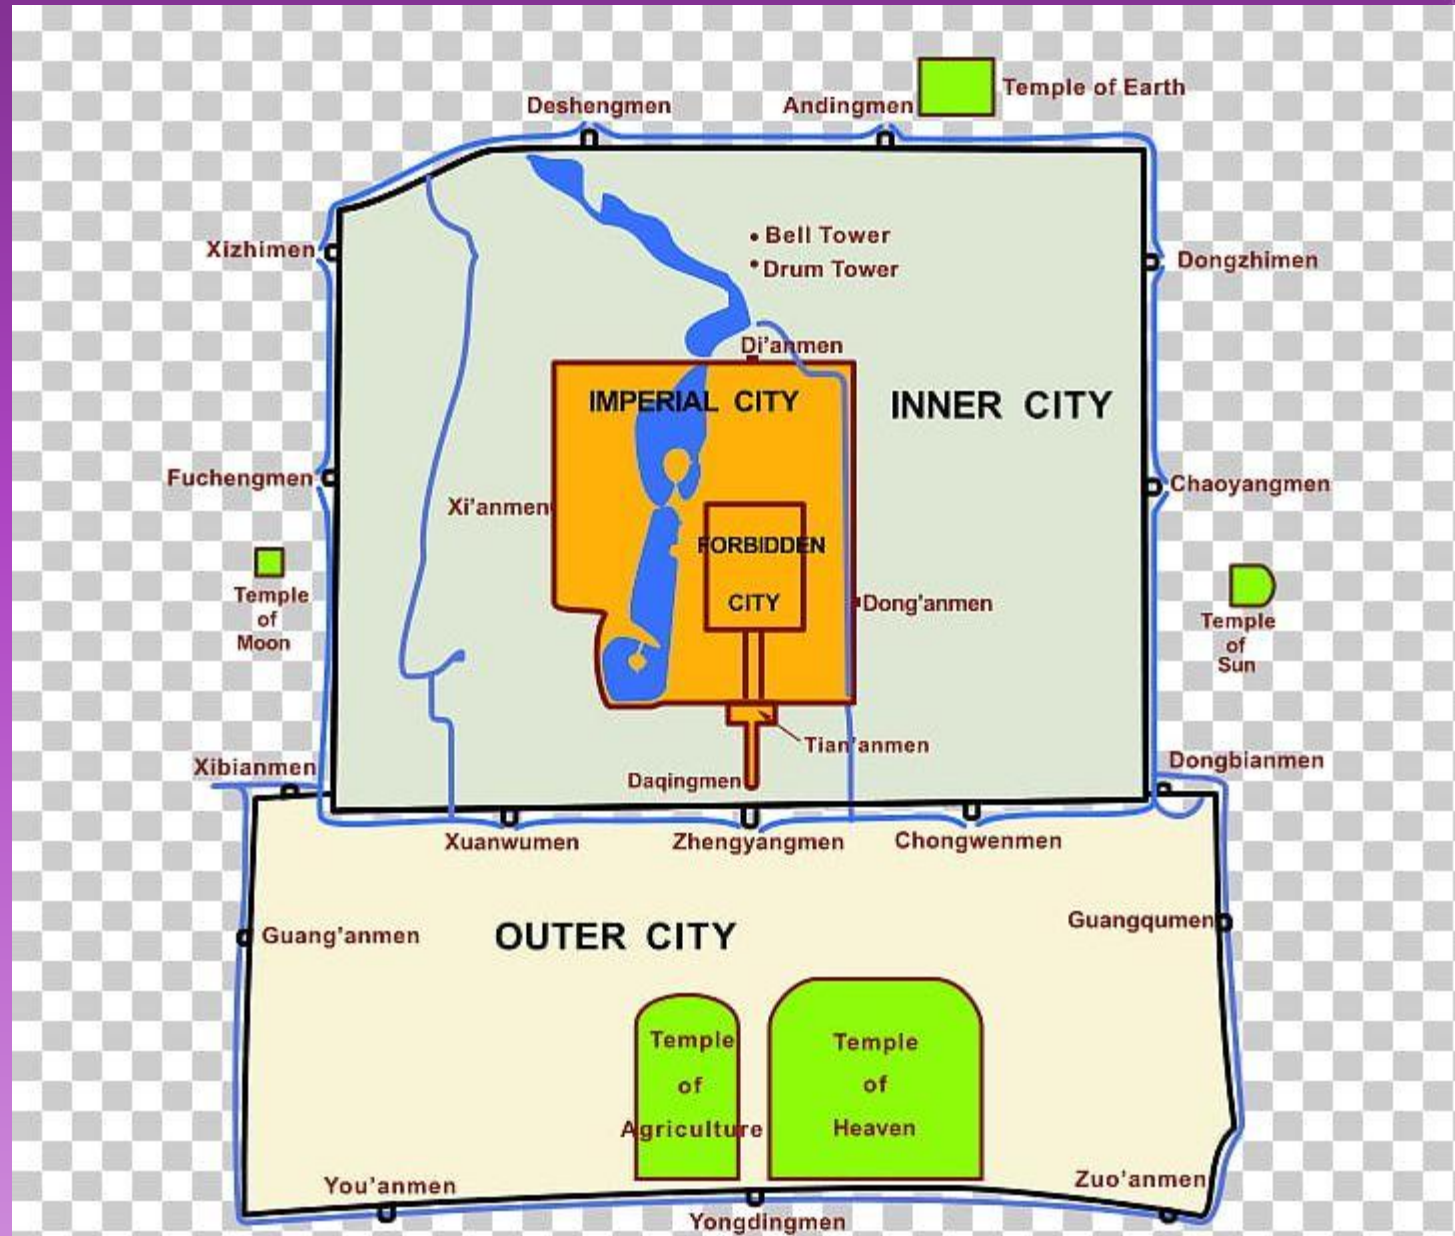 Temple of Earth
Deshengmen
Andingmen
Bell Tower
Xizhimen
Drum Tower
Dongzhimen
Di'anmen
IMPERIAL CITY
INNER CITY
Fuchengmen
Xi'anmen
Chaoyangmen
FORBIDDEN
CITY
Dong'anmen
Temple
of
Moon
Temple
of
Sun
Tian'anmen
Xibianmen
Daqingmen
Dongbianmen
Xuanwumen
Zhengyangmen
Chongwenmen
Guang'anmen
OUTER CITY
Guangqumen
Temple
of
Agriculture
Temple
of
Heaven
You'anmen
Zuo'anmen
Yongdingmen